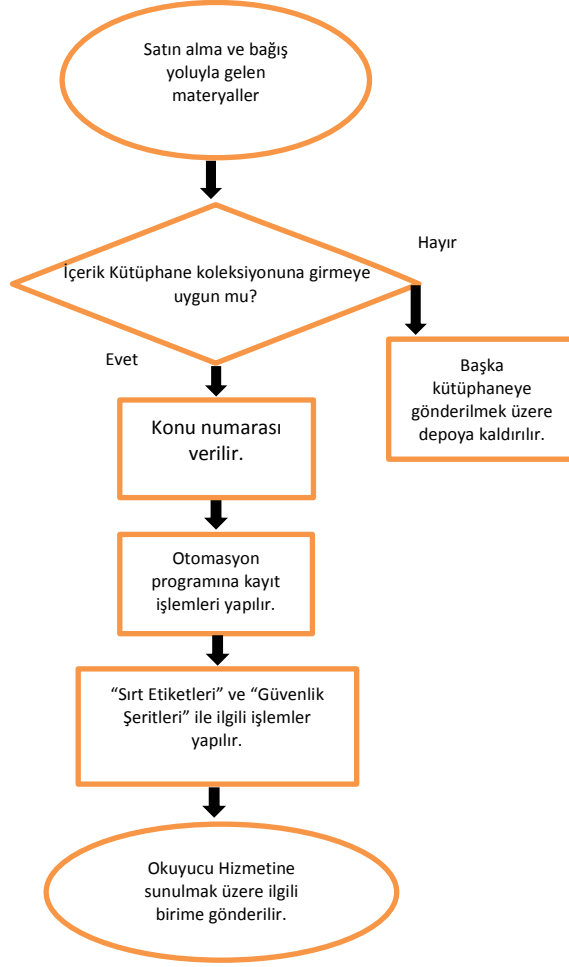 Satın alma ve bağış
yoluyla gelen
materyaller
İçerik Kütüphane koleksiyonuna girmeye
uygun mu?
Hayır
Evet
Başka
kütüphaneye
gönderilmek üzere
depoya kaldırılır.
Konu numarası
verilir.
Otomasyon
programına kayıt
işlemleri yapılır.
“Sırt Etiketleri” ve “Güvenlik
Şeritleri” ile ilgili işlemler
yapılır.
Okuyucu Hizmetine
sunulmak üzere ilgili
birime gönderilir.